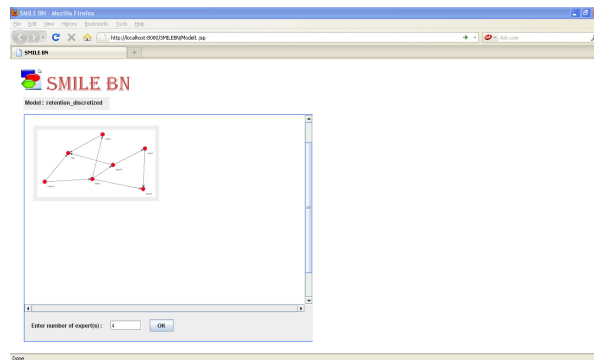 SMILE BN - Mozilla Firefox
File Edit View History Bookmarks Tools Help
http://localhost:8080/SMILEBN/Model1.jsp
Ask.com
SMILE BN
SMILE BN
Model : retention_discretized
Enter number of expert(s) :
4
OK
Done